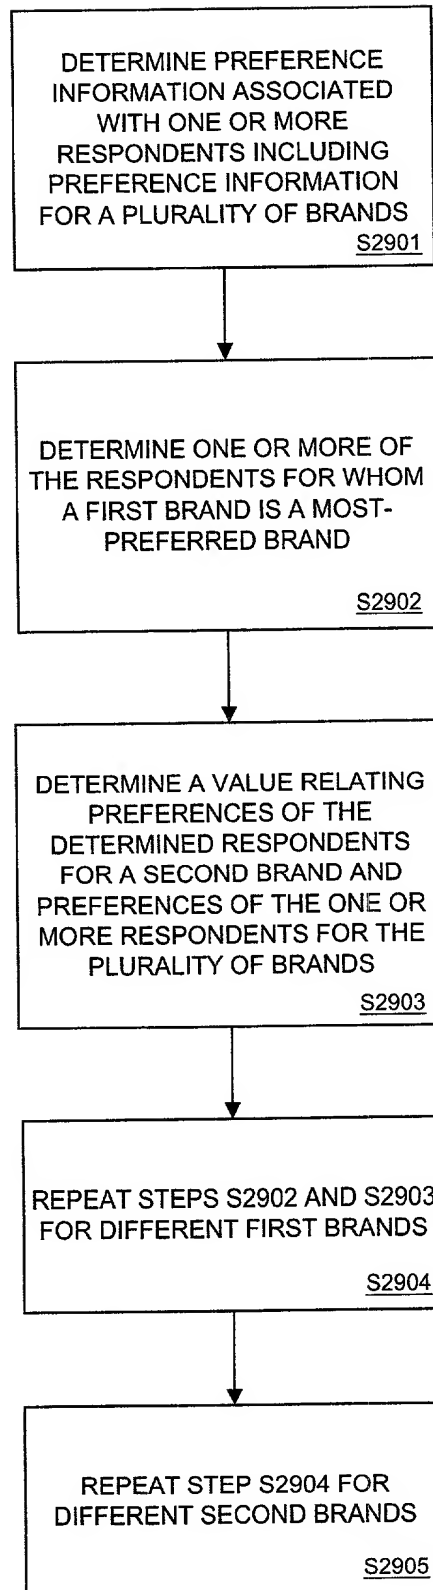 DETERMINE PREFERENCE
INFORMATION ASSOCIATED
WITH ONE OR MORE
RESPONDENTS INCLUDING
PREFERENCE INFORMATION
FOR A PLURALITY OF BRANDS
S2901
DETERMINE ONE OR MORE OF
THE RESPONDENTS FOR WHOM
A FIRST BRAND IS A MOST-
PREFERRED BRAND
S2902
DETERMINE A VALUE RELATING
PREFERENCES OF THE
DETERMINED RESPONDENTS
FOR A SECOND BRAND AND
PREFERENCES OF THE ONE OR
MORE RESPONDENTS FOR THE
PLURALITY OF BRANDS
S2903
REPEAT STEPS S2902 AND S2903
FOR DIFFERENT FIRST BRANDS
S2904
REPEAT STEP S2904 FOR
DIFFERENT SECOND BRANDS
S2905